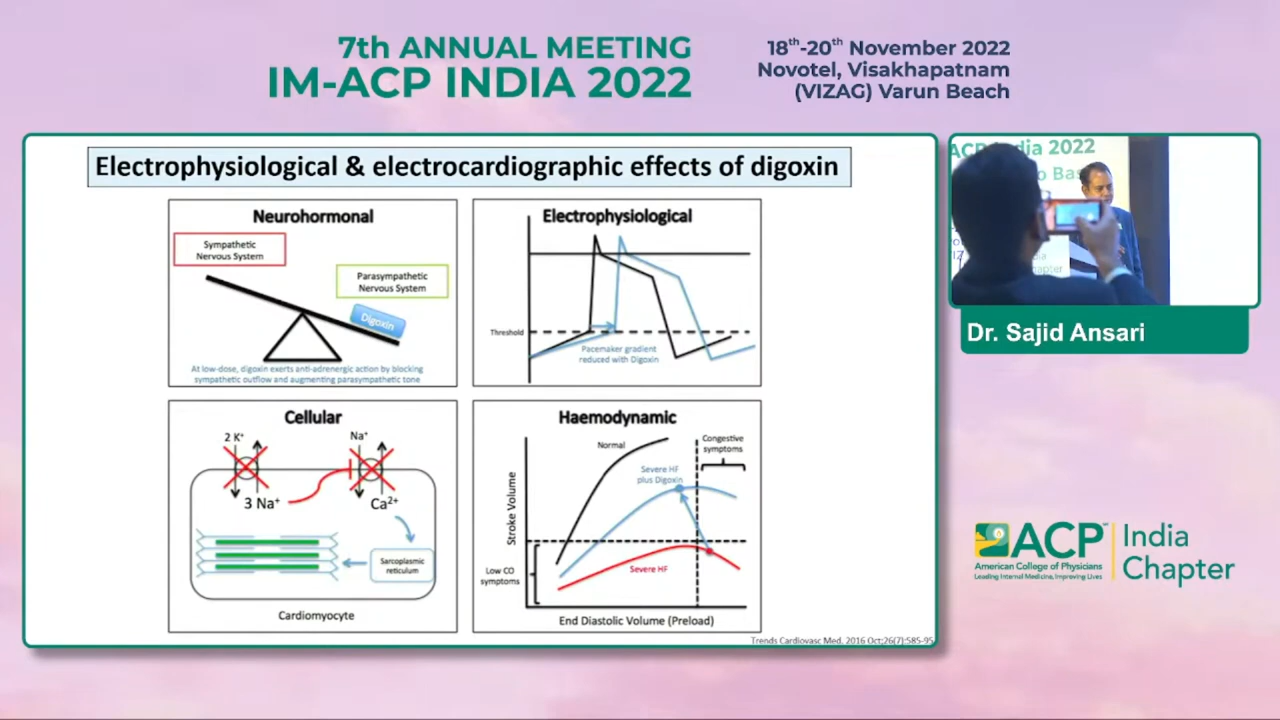 7th ANNUAL MEETING
IM-ACP INDIA 2022
18th-20th November 2022
Novotel, Visakhapatnam
(VIZAG) Varun Beach
Electrophysiological & electrocardiographic effects of digoxin
Neurohormonal
Sympathetic
Nervous System
Parasympathetic
Nervous System
Digoxin
At low-dose, digoxin exerts anti-adrenergic action by blocking
sympathetic outflow and augmenting parasympathetic tone
Electrophysiological
Threshold
Pacemaker gradient
reduced with Digoxin
Cellular
2 K+
Na+
3 Na+
Ca2+
Sarcoplasmic
reticulum
Cardiomyocyte
Haemodynamic
Normal
Congestive
symptoms
Severe HF
plus Digoxin
Stroke Volume
Low CO
symptoms
Severe HF
End Diastolic Volume (Preload)
Trends Cardiovasc Med. 2016 Oct;26(7):585-95
ACP India 2022
Dr. Sajid Ansari
ACP
American College of Physicians
Leading Internal Medicine, Improving Lives
India
Chapter